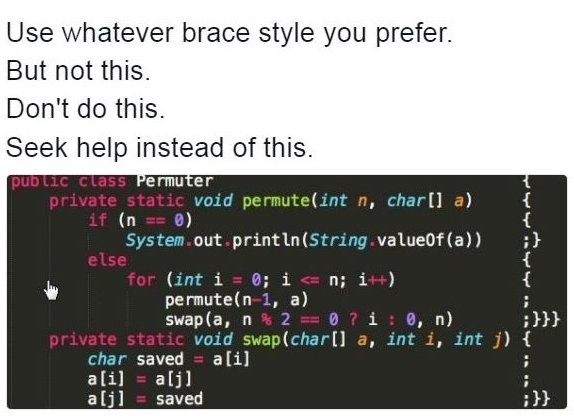 Use whatever brace style you prefer.
But not this.
Don't do this.
Seek help instead of this.
public class Permuter {
private static void permute(int n, char[] a) {
if (n == 0) {
System.out.println(String.valueOf(a)) ;}
else {
for (int i = 0; i <= n; i++) {
permute(n-1, a) ;
swap(a, n % 2 == 0 ? i : 0, n) ;}}}
private static void swap(char[] a, int i, int j) {
char saved = a[i] ;
a[i] = a[j] ;
a[j] = saved ;}}